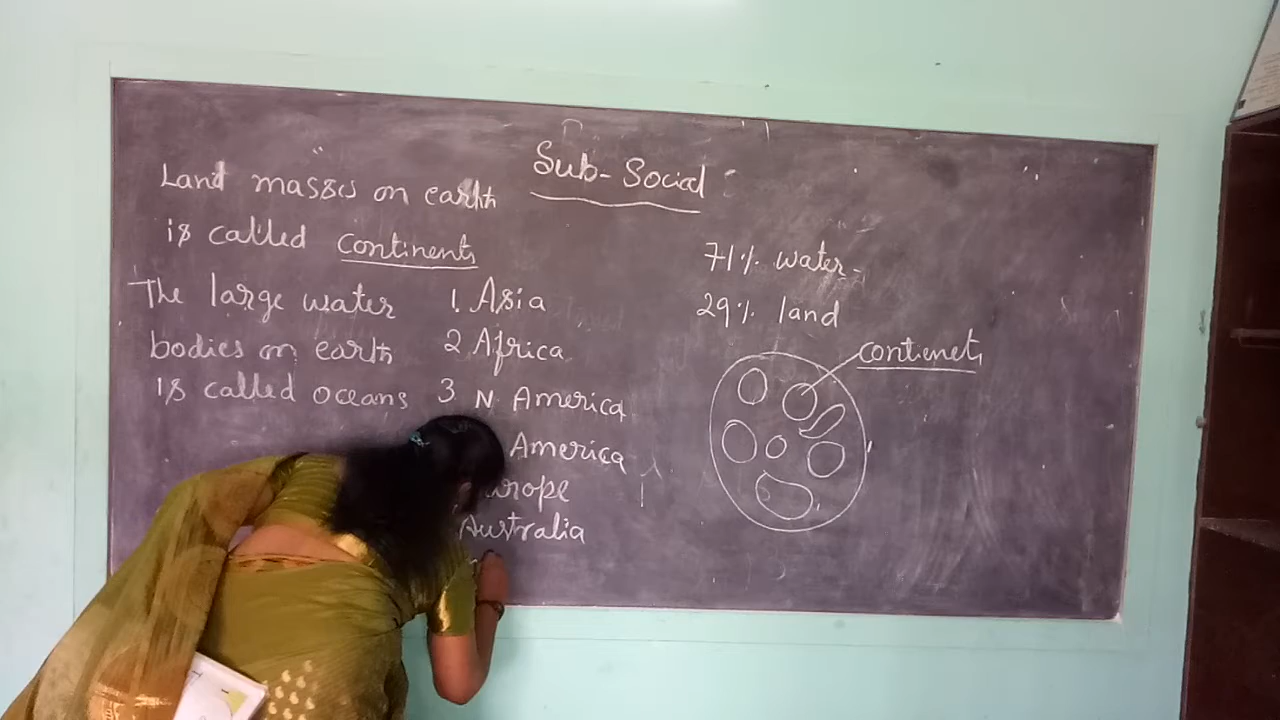 Sub-Social
Land masses on earth
is called continents
The large water
bodies on earth
is called oceans
1. Asia
2 Africa
3 N America
America
Europe
Australia
71% water
29% land
contienets